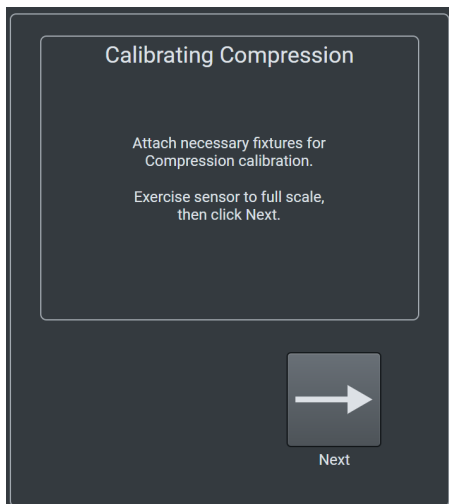 Calibrating Compression
Attach necessary fixtures for
Compression calibration.
Exercise sensor to full scale,
then click Next.
Next